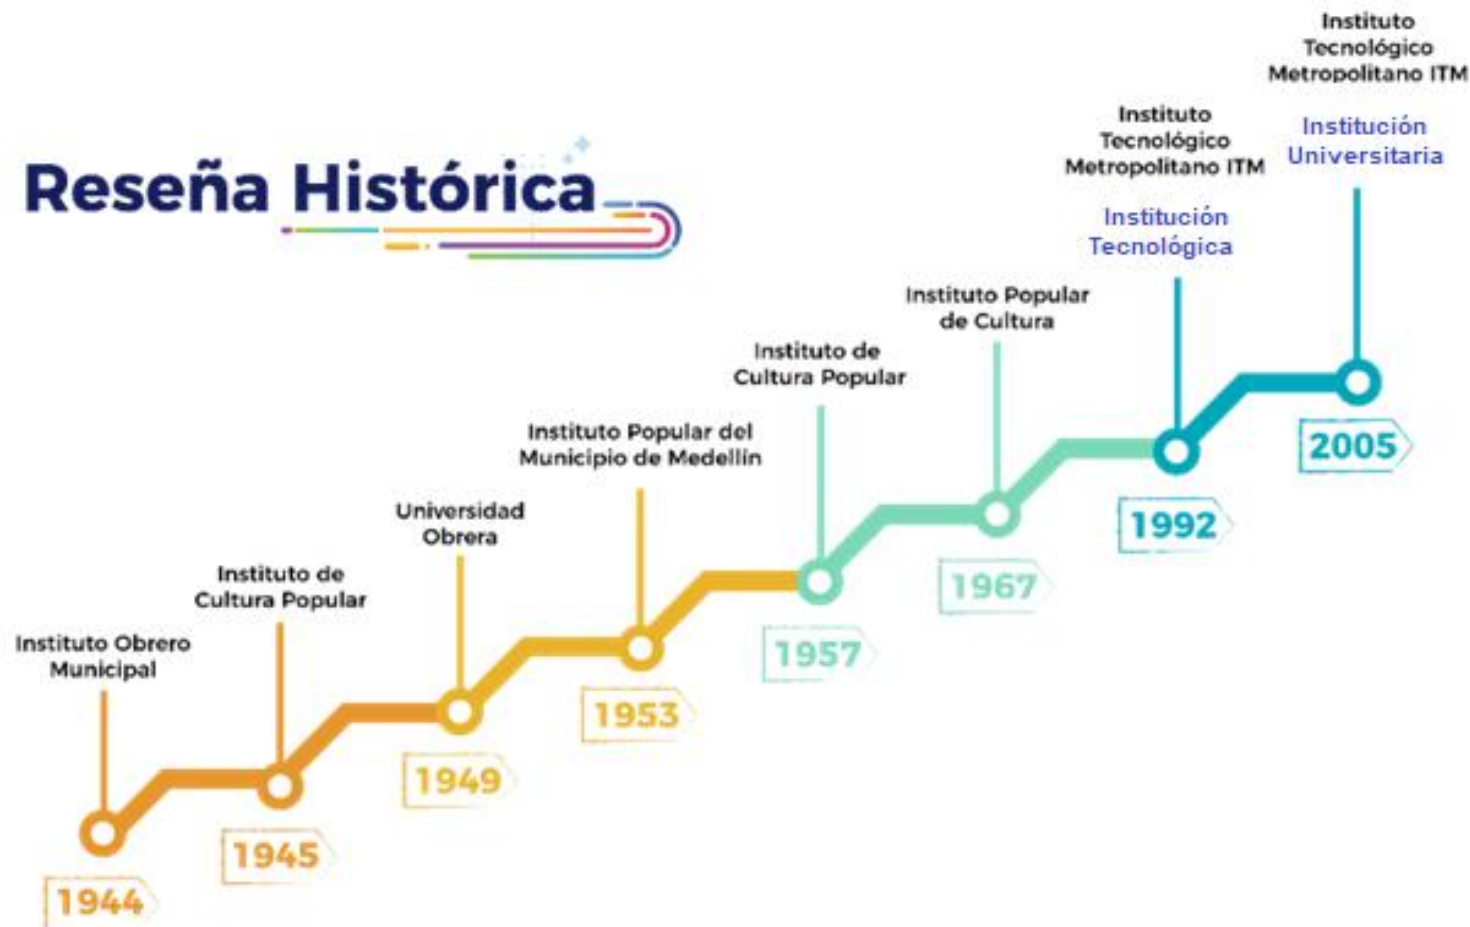 Reseña Histórica
Instituto Obrero
Municipal
1944
Instituto de
Cultura Popular
1945
Universidad
Obrera
1949
Instituto Popular del
Municipio de Medellín
1953
Instituto de
Cultura Popular
1957
Instituto Popular
de Cultura
1967
Instituto
Tecnológico
Metropolitano ITM
Institución
Tecnológica
1992
Instituto
Tecnológico
Metropolitano ITM
Institución
Universitaria
2005